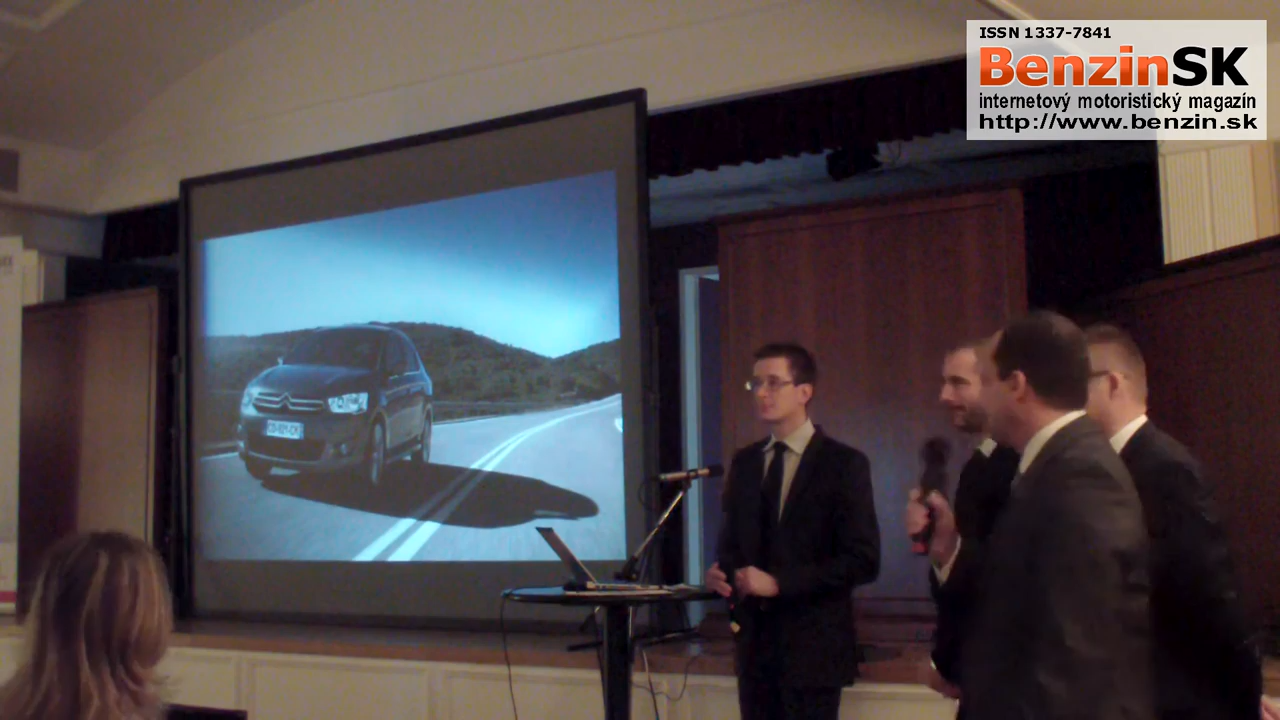 ISSN 1337-7841
BenzinSK
internetový motoristický magazín
http://www.benzin.sk